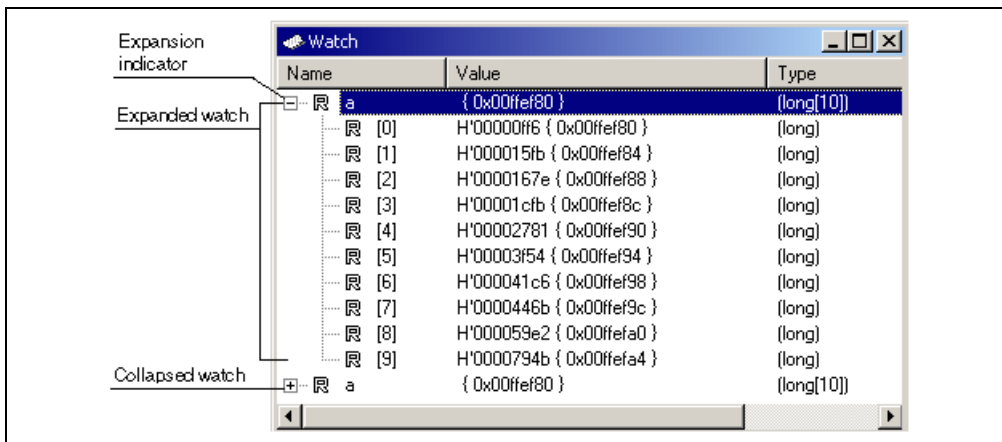 Expansion
indicator
Expanded watch
Collapsed watch
Watch
Name Value Type
R a { 0x00ffef80 } (long[10])
R [0] H'00000ff6 { 0x00ffef80 } (long)
R [1] H'000015fb { 0x00ffef84 } (long)
R [2] H'0000167e { 0x00ffef88 } (long)
R [3] H'00001cfb { 0x00ffef8c } (long)
R [4] H'00002781 { 0x00ffef90 } (long)
R [5] H'00003f54 { 0x00ffef94 } (long)
R [6] H'000041c6 { 0x00ffef98 } (long)
R [7] H'0000446b { 0x00ffef9c } (long)
R [8] H'000059e2 { 0x00ffefa0 } (long)
R [9] H'0000794b { 0x00ffefa4 } (long)
R a { 0x00ffef80 } (long[10])